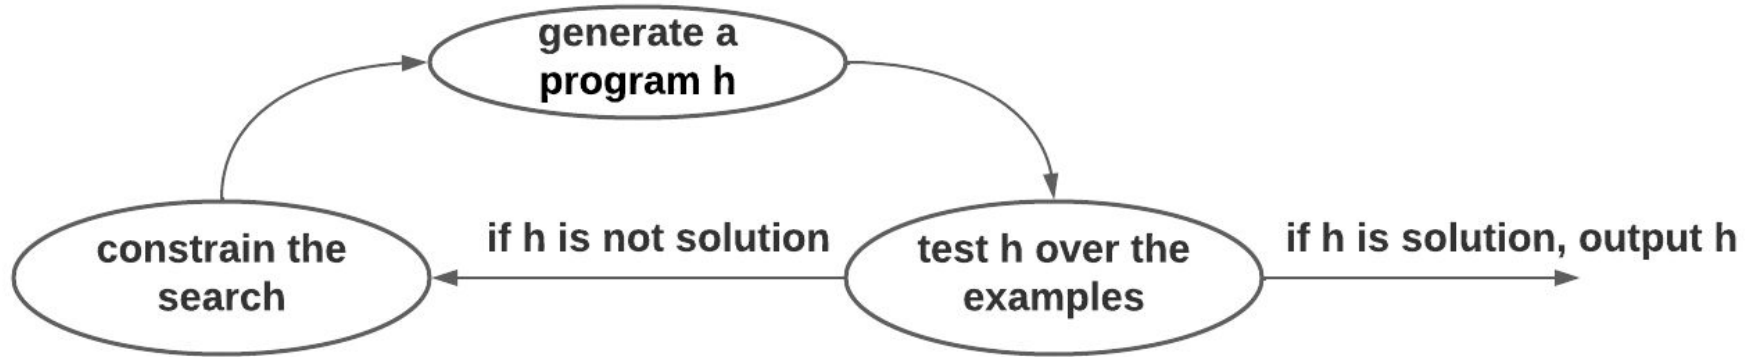 generate a
program h
if h is not solution
if h is solution, output h
constrain the
search
test h over the
examples